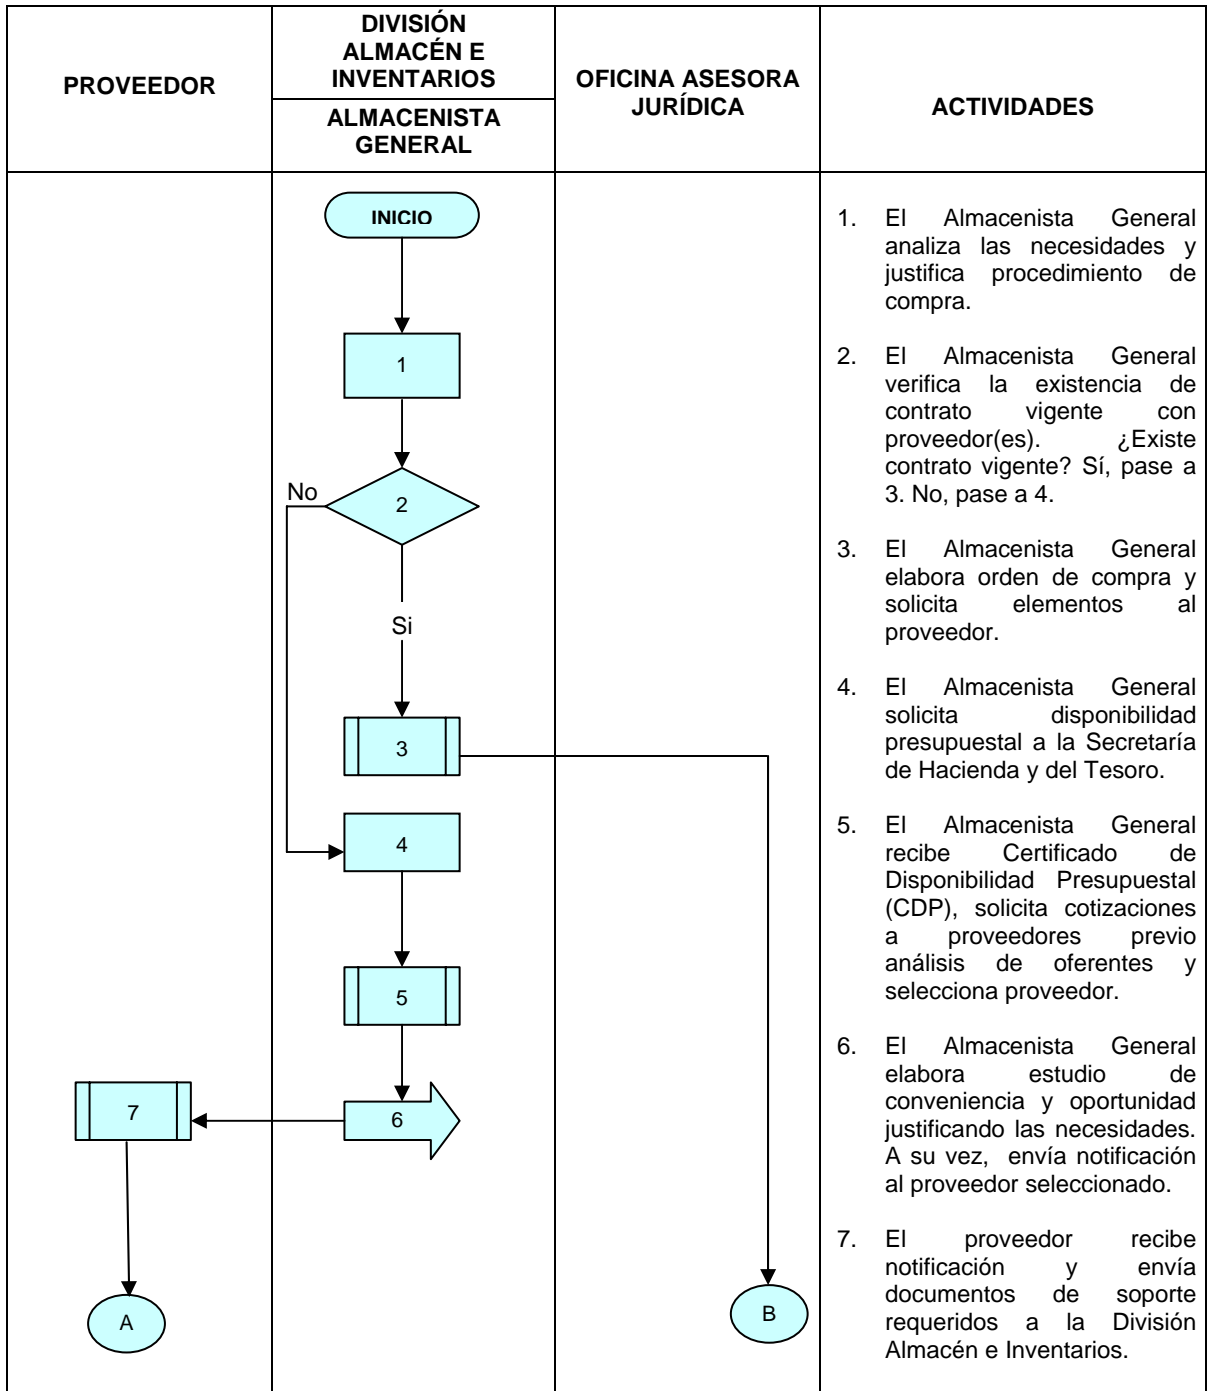 PROVEEDOR
DIVISIÓN
ALMACÉN E
INVENTARIOS
ALMACENISTA
GENERAL
OFICINA ASESORA
JURÍDICA
ACTIVIDADES
INICIO
1
2
No
Si
3
4
5
6
7
A
B
1. El Almacenista General
analiza las necesidades y
justifica procedimiento de
compra.
2. El Almacenista General
verifica la existencia de
contrato vigente con
proveedor(es). ¿Existe
contrato vigente? Sí, pase a
3. No, pase a 4.
3. El Almacenista General
elabora orden de compra y
solicita elementos al
proveedor.
4. El Almacenista General
solicita disponibilidad
presupuestal a la Secretaría
de Hacienda y del Tesoro.
5. El Almacenista General
recibe Certificado de
Disponibilidad Presupuestal
(CDP), solicita cotizaciones
a proveedores previo
análisis de oferentes y
selecciona proveedor.
6. El Almacenista General
elabora estudio de
conveniencia y oportunidad
justificando las necesidades.
A su vez, envía notificación
al proveedor seleccionado.
7. El proveedor recibe
notificación y envía
documentos de soporte
requeridos a la División
Almacén e Inventarios.